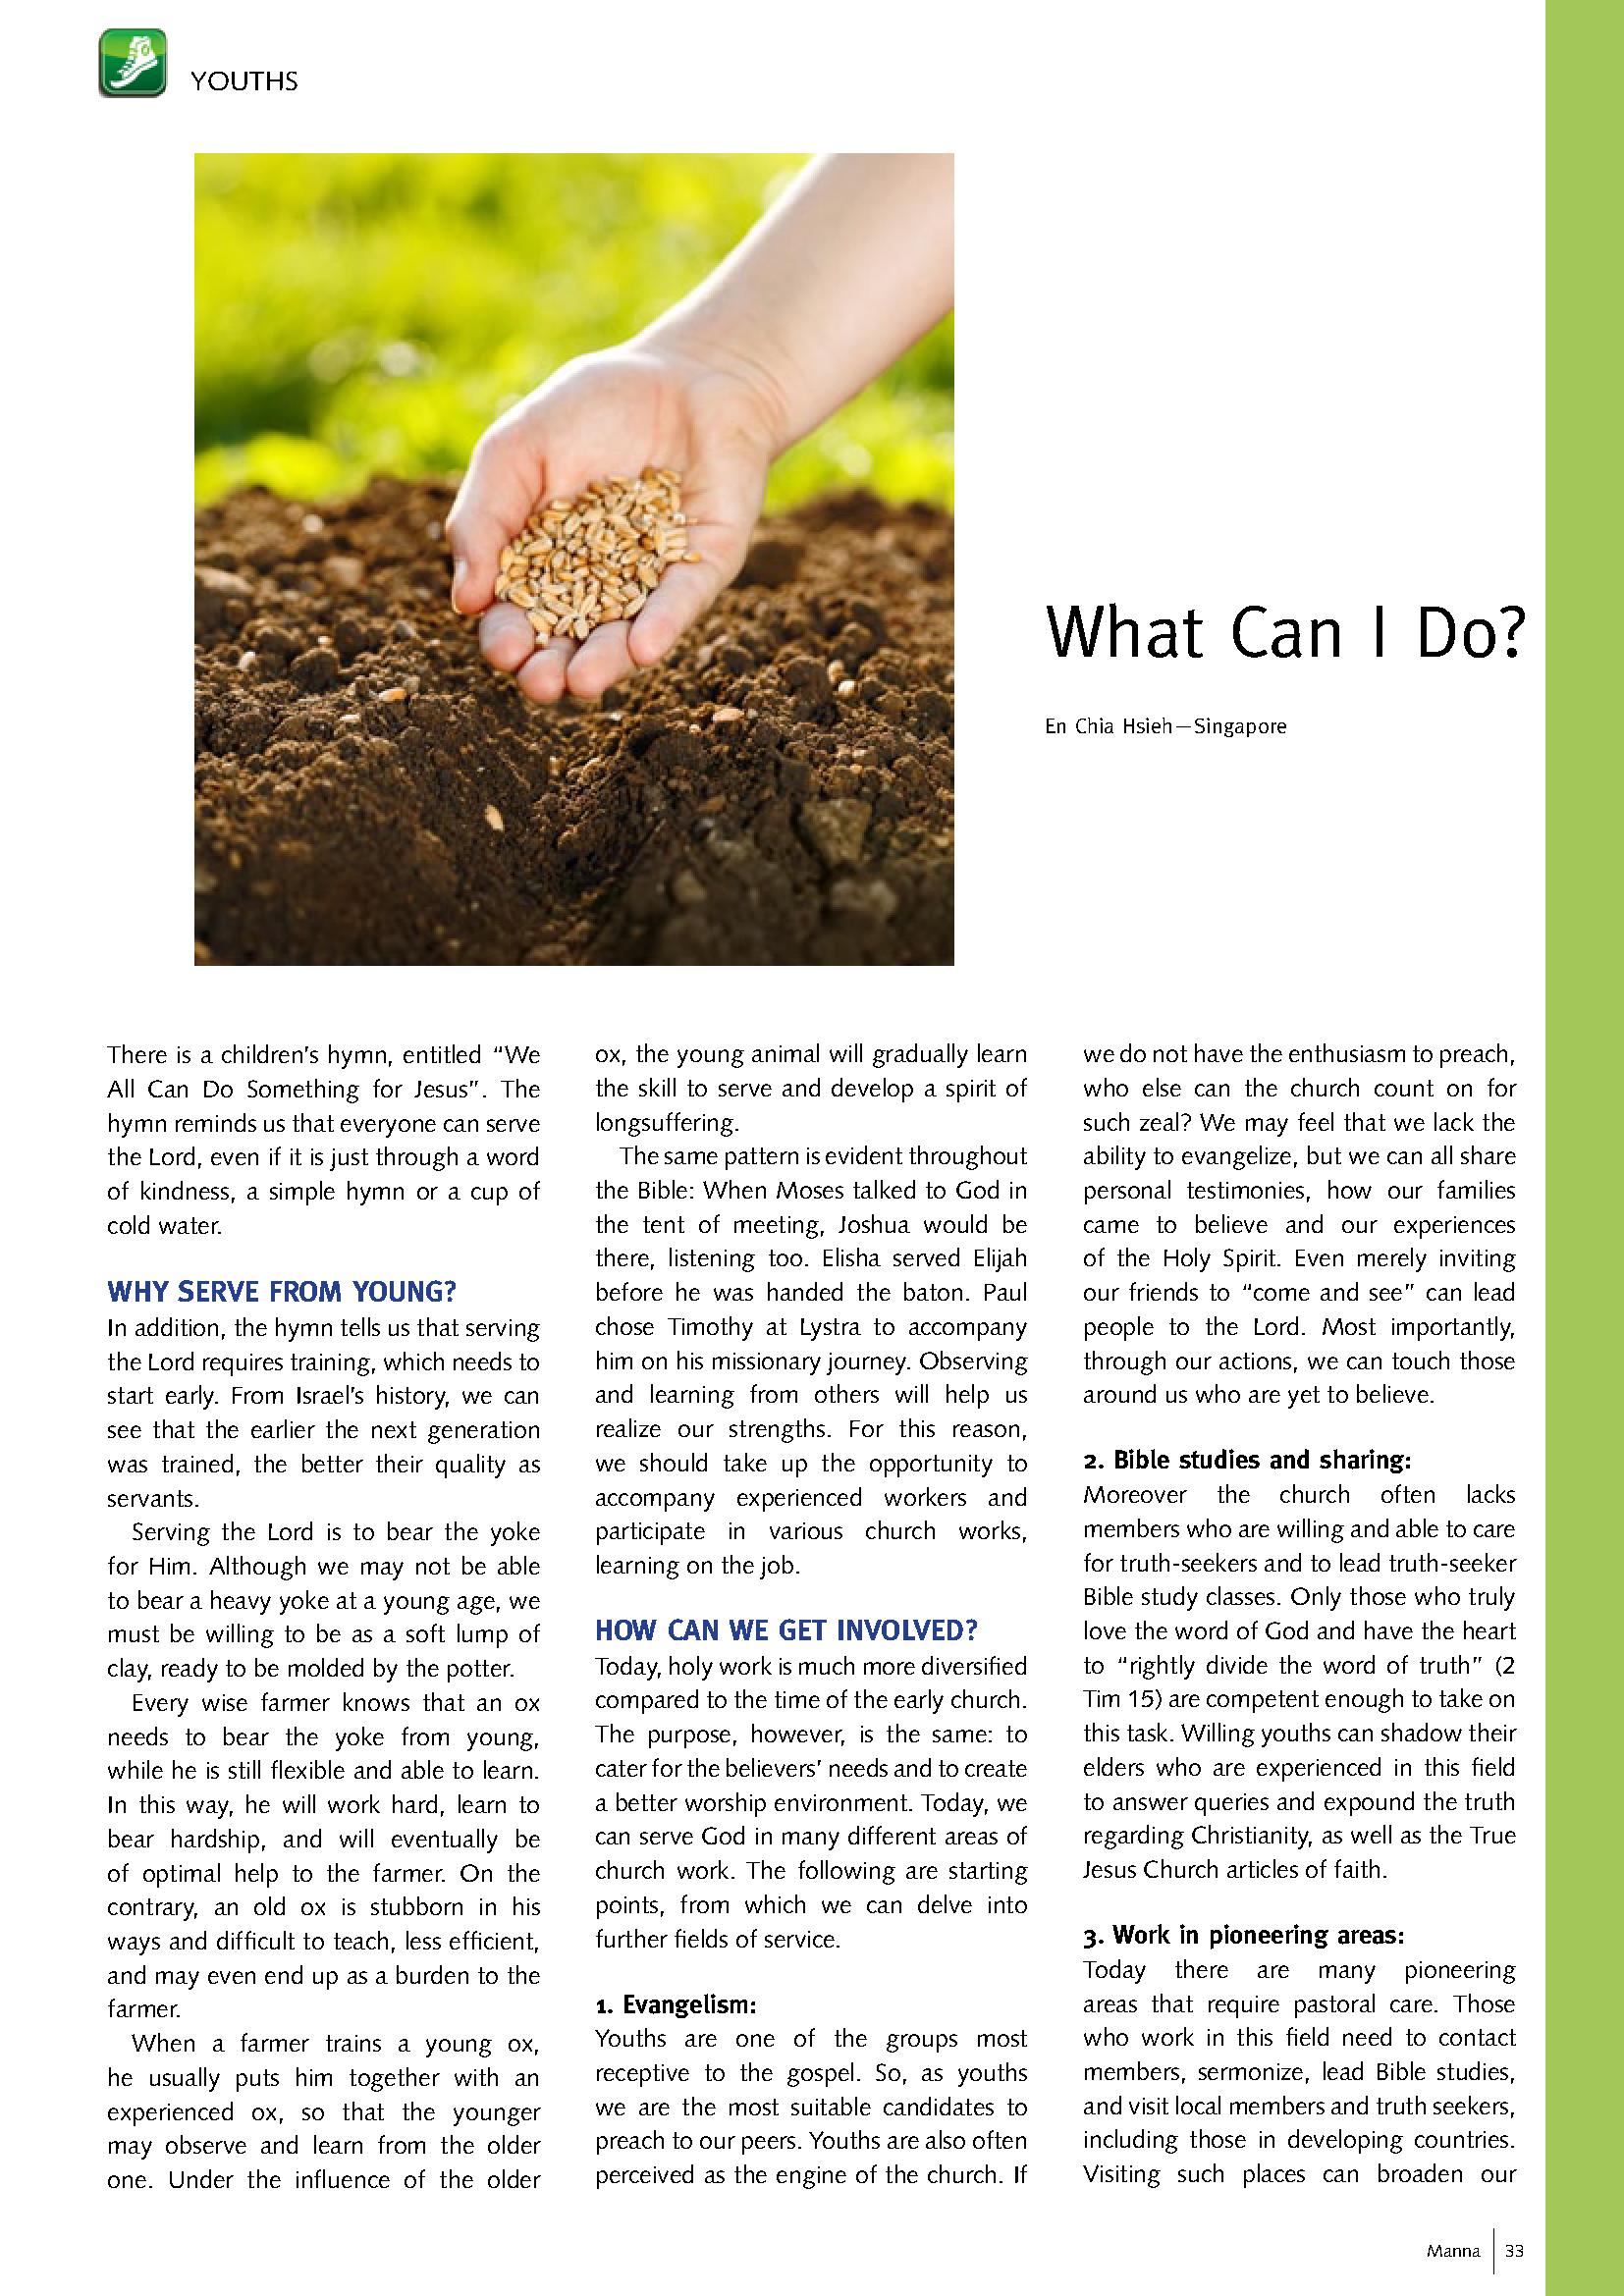 YOUTHS
What Can I Do?
En Chia Hsieh—Singapore
There is a children's hymn, entitled “We
All Can Do Something for Jesus”. The
hymn reminds us that everyone can serve
the Lord, even if it is just through a word
of kindness, a simple hymn or a cup of
cold water.
WHY SERVE FROM YOUNG?
In addition, the hymn tells us that serving
the Lord requires training, which needs to
start early. From Israel's history, we can
see that the earlier the next generation
was trained, the better their quality as
servants.
Serving the Lord is to bear the yoke
for Him. Although we may not be able
to bear a heavy yoke at a young age, we
must be willing to be as a soft lump of
clay, ready to be molded by the potter.
Every wise farmer knows that an ox
needs to bear the yoke from young,
while he is still flexible and able to learn.
In this way, he will work hard, learn to
bear hardship, and will eventually be
of optimal help to the farmer. On the
contrary, an old ox is stubborn in his
ways and difficult to teach, less efficient,
and may even end up as a burden to the
farmer.
When a farmer trains a young ox,
he usually puts him together with an
experienced ox, so that the younger
may observe and learn from the older
one. Under the influence of the older
ox, the young animal will gradually learn
the skill to serve and develop a spirit of
longsuffering.
The same pattern is evident throughout
the Bible: When Moses talked to God in
the tent of meeting, Joshua would be
there, listening too. Elisha served Elijah
before he was handed the baton. Paul
chose Timothy at Lystra to accompany
him on his missionary journey. Observing
and learning from others will help us
realize our strengths. For this reason,
we should take up the opportunity to
accompany experienced workers and
participate in various church works,
learning on the job.
HOW CAN WE GET INVOLVED?
Today, holy work is much more diversified
compared to the time of the early church.
The purpose, however, is the same: to
cater for the believers' needs and to create
a better worship environment. Today, we
can serve God in many different areas of
church work. The following are starting
points, from which we can delve into
further fields of service.
1. Evangelism:
Youths are one of the groups most
receptive to the gospel. So, as youths
we are the most suitable candidates to
preach to our peers. Youths are also often
perceived as the engine of the church. If
we do not have the enthusiasm to preach,
who else can the church count on for
such zeal? We may feel that we lack the
ability to evangelize, but we can all share
personal testimonies, how our families
came to believe and our experiences
of the Holy Spirit. Even merely inviting
our friends to “come and see” can lead
people to the Lord. Most importantly,
through our actions, we can touch those
around us who are yet to believe.
2. Bible studies and sharing:
Moreover the church often lacks
members who are willing and able to care
for truth-seekers and to lead truth-seeker
Bible study classes. Only those who truly
love the word of God and have the heart
to “rightly divide the word of truth” (2
Tim 15) are competent enough to take on
this task. Willing youths can shadow their
elders who are experienced in this field
to answer queries and expound the truth
regarding Christianity, as well as the True
Jesus Church articles of faith.
3. Work in pioneering areas:
Today there are many pioneering
areas that require pastoral care. Those
who work in this field need to contact
members, sermonize, lead Bible studies,
and visit local members and truth seekers,
including those in developing countries.
Visiting such places can broaden our
Manna 33